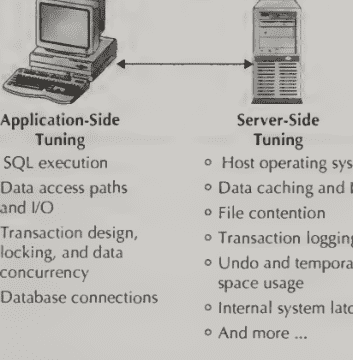 Application-Side
Tuning
SQL execution
Data access paths
and I/O
Transaction design,
locking, and data
concurrency
Database connections
Server-Side
Tuning
Host operating sys
Data caching and
File contention
Transaction logging
Undo and tempora
space usage
Internal system latc
And more ...